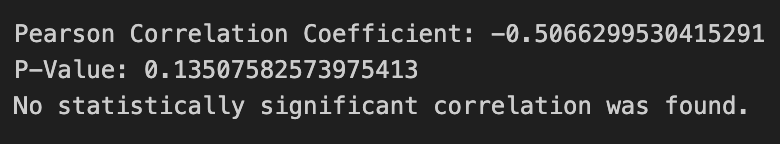 Pearson Correlation Coefficient: -0.5066299530415291
P-Value: 0.13507582573975413
No statistically significant correlation was found.